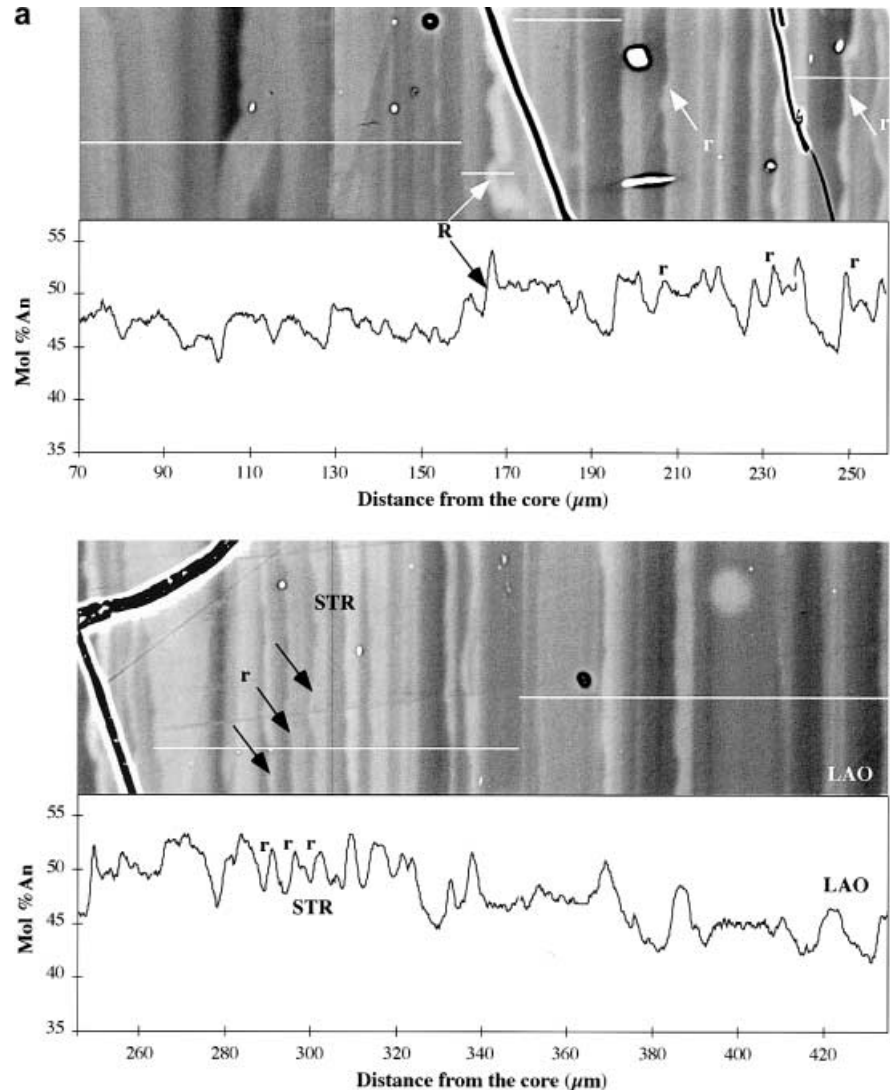 a
r
r
R
55
50
45
40
35
Mol % An
r
r
r
70
90
110
130
150
170
190
210
230
250
Distance from the core (µm)
STR
r
LAO
55
50
45
40
35
Mol % An
r r r
STR
LAO
260
280
300
320
340
360
380
400
420
Distance from the core (µm)